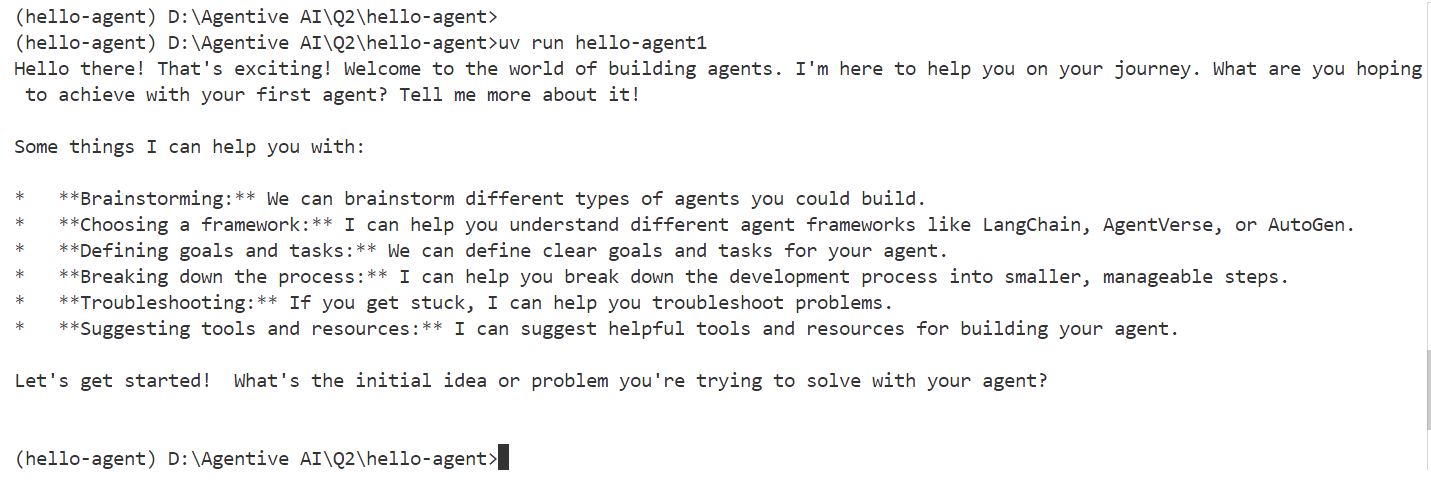 (hello-agent) D:\Agentive AI\Q2\hello-agent>
(hello-agent) D:\Agentive AI\Q2\hello-agent>uv run hello-agent1
Hello there! That's exciting! Welcome to the world of building agents. I'm here to help you on your journey. What are you hoping
to achieve with your first agent? Tell me more about it!
Some things I can help you with:
*   **Brainstorming:** We can brainstorm different types of agents you could build.
*   **Choosing a framework:** I can help you understand different agent frameworks like LangChain, AgentVerse, or AutoGen.
*   **Defining goals and tasks:** We can define clear goals and tasks for your agent.
*   **Breaking down the process:** I can help you break down the development process into smaller, manageable steps.
*   **Troubleshooting:** If you get stuck, I can help you troubleshoot problems.
*   **Suggesting tools and resources:** I can suggest helpful tools and resources for building your agent.
Let's get started!  What's the initial idea or problem you're trying to solve with your agent?
(hello-agent) D:\Agentive AI\Q2\hello-agent>